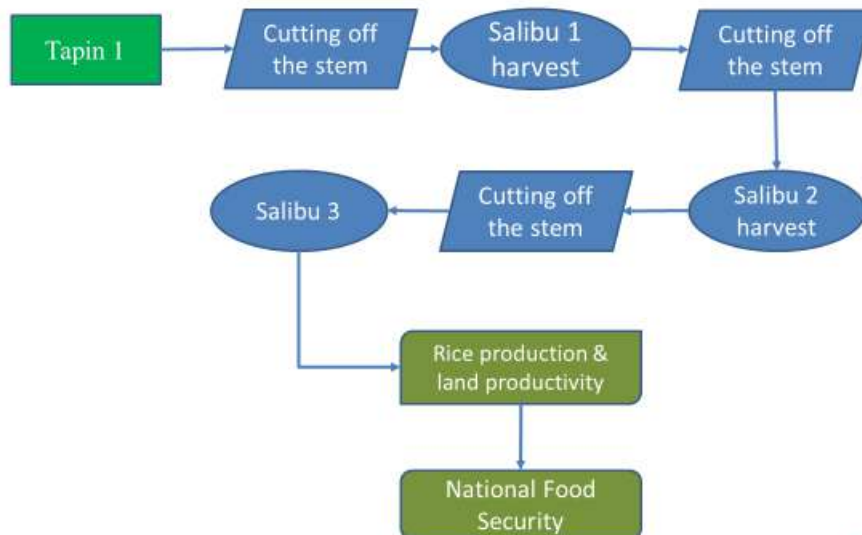 Tapin 1
Cutting off
the stem
Salibu 1
harvest
Cutting off
the stem
Salibu 2
harvest
Cutting off
the stem
Salibu 3
Rice production &
land productivity
National Food
Security